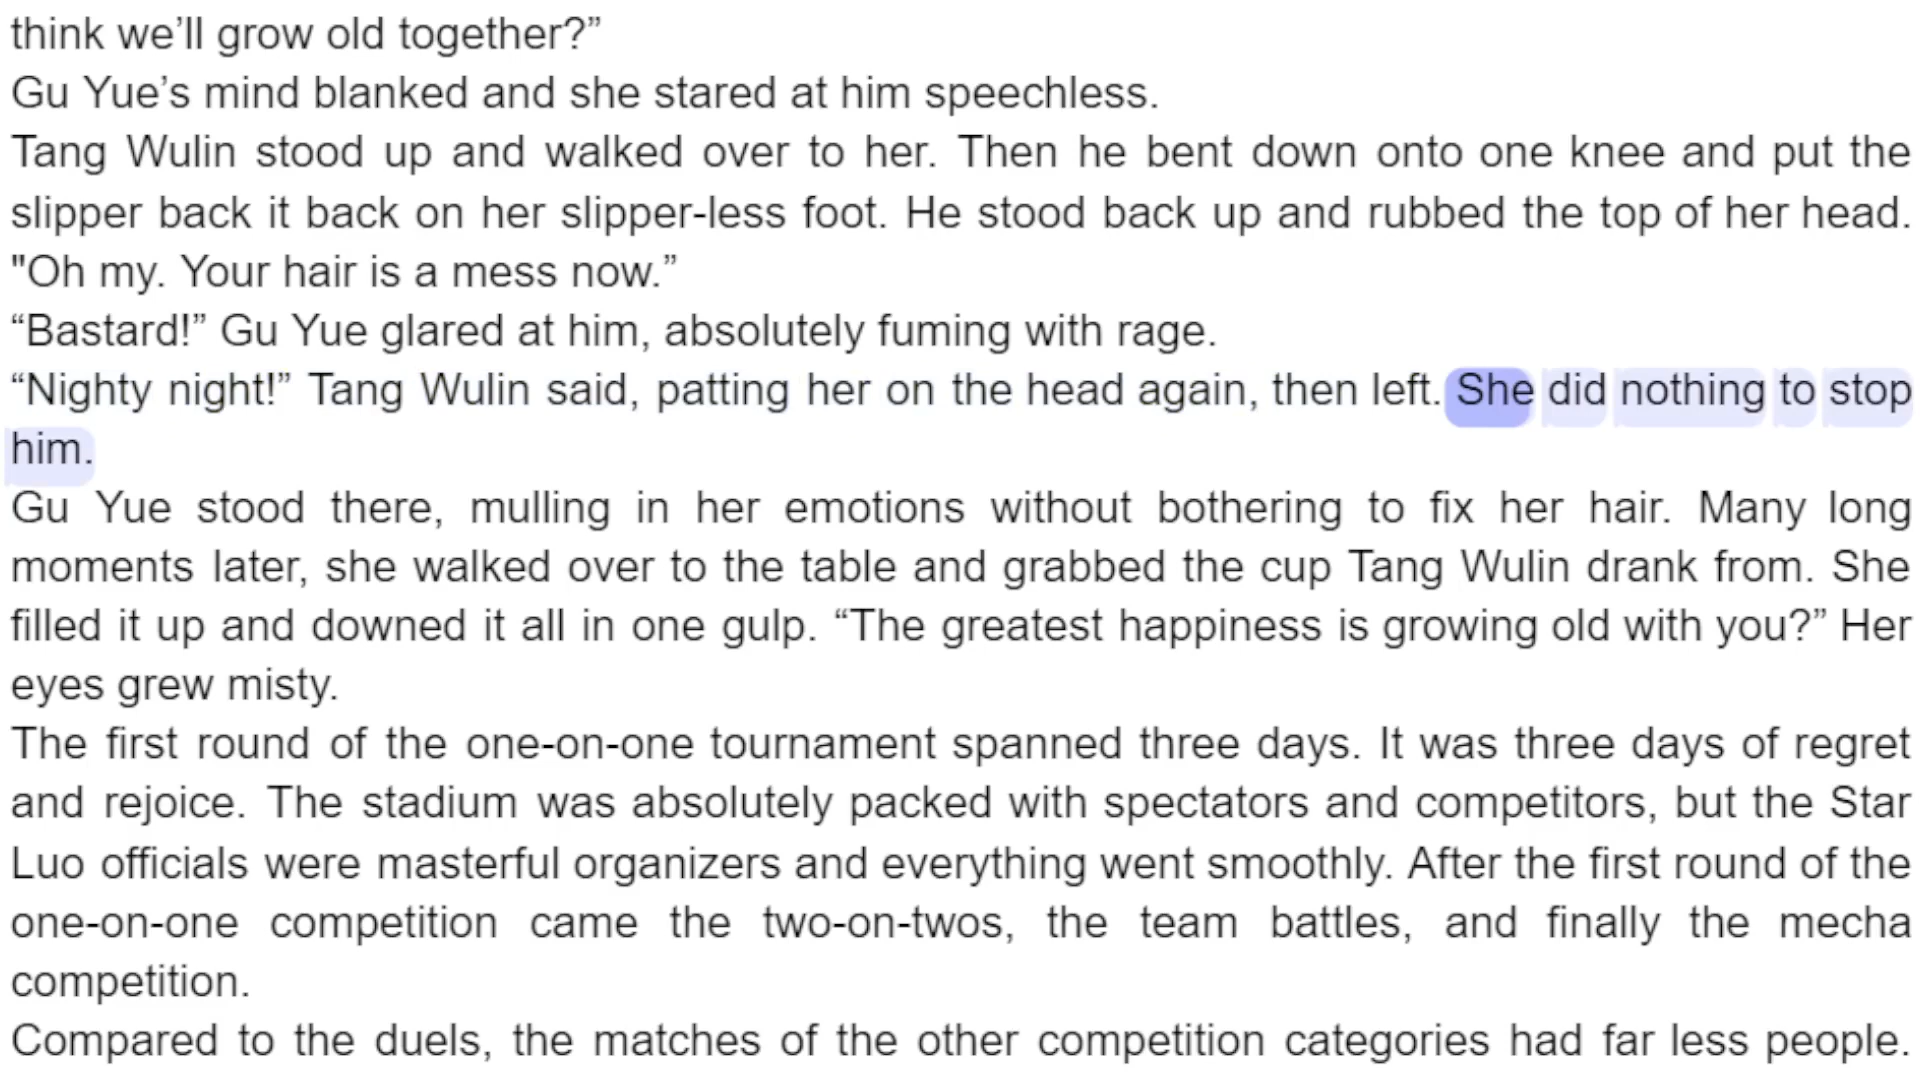 think we’ll grow old together?”
Gu Yue’s mind blanked and she stared at him speechless.
Tang Wulin stood up and walked over to her. Then he bent down onto one knee and put the
slipper back it back on her slipper-less foot. He stood back up and rubbed the top of her head.
"Oh my. Your hair is a mess now.”
“Bastard!” Gu Yue glared at him, absolutely fuming with rage.
“Nighty night!” Tang Wulin said, patting her on the head again, then left. She did nothing to stop
him.
Gu Yue stood there, mulling in her emotions without bothering to fix her hair. Many long
moments later, she walked over to the table and grabbed the cup Tang Wulin drank from. She
filled it up and downed it all in one gulp. “The greatest happiness is growing old with you?” Her
eyes grew misty.
The first round of the one-on-one tournament spanned three days. It was three days of regret
and rejoice. The stadium was absolutely packed with spectators and competitors, but the Star
Luo officials were masterful organizers and everything went smoothly. After the first round of the
one-on-one competition came the two-on-twos, the team battles, and finally the mecha
competition.
Compared to the duels, the matches of the other competition categories had far less people.